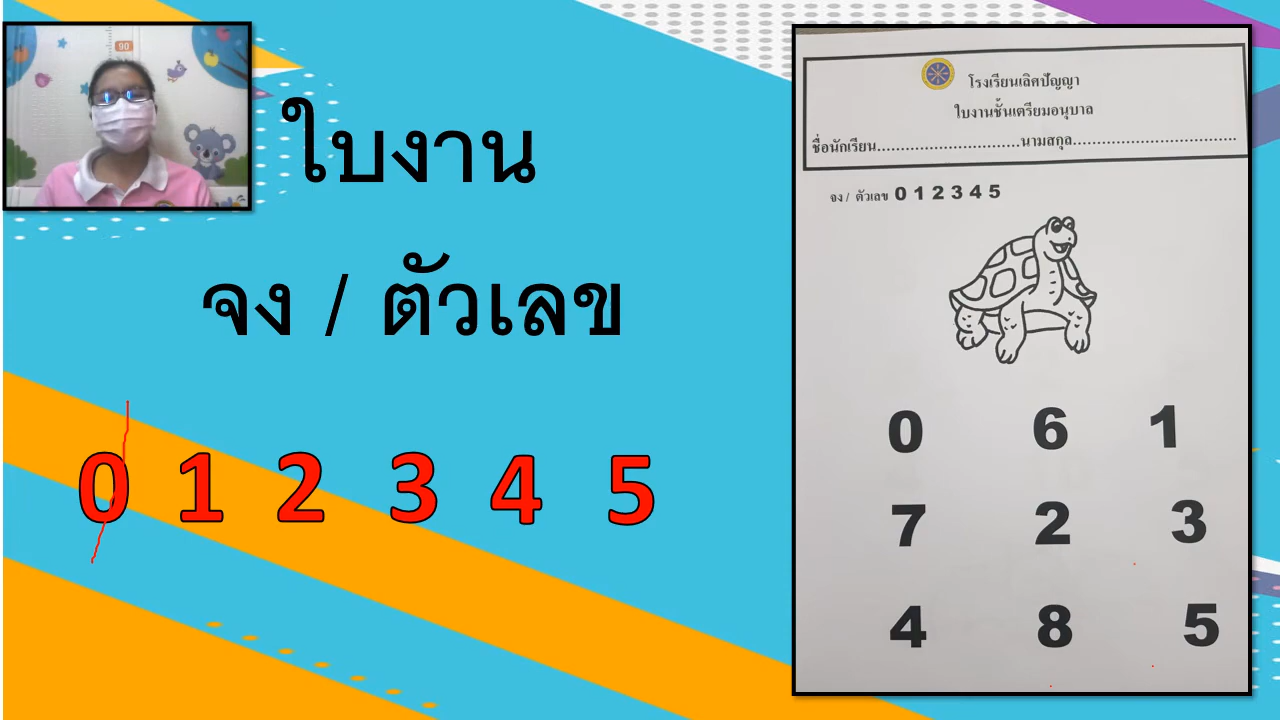 90
ใบงาน
จง / ตัวเลข
0 1 2 3 4 5
โรงเรียนเลิศปัญญา
ใบงานชั้นเตรียมอนุบาล
ชื่อนักเรียน..............................นามสกุล...................................
จง / ตัวเลข 0 1 2 3 4 5
0 6 1
7 2 3
4 8 5